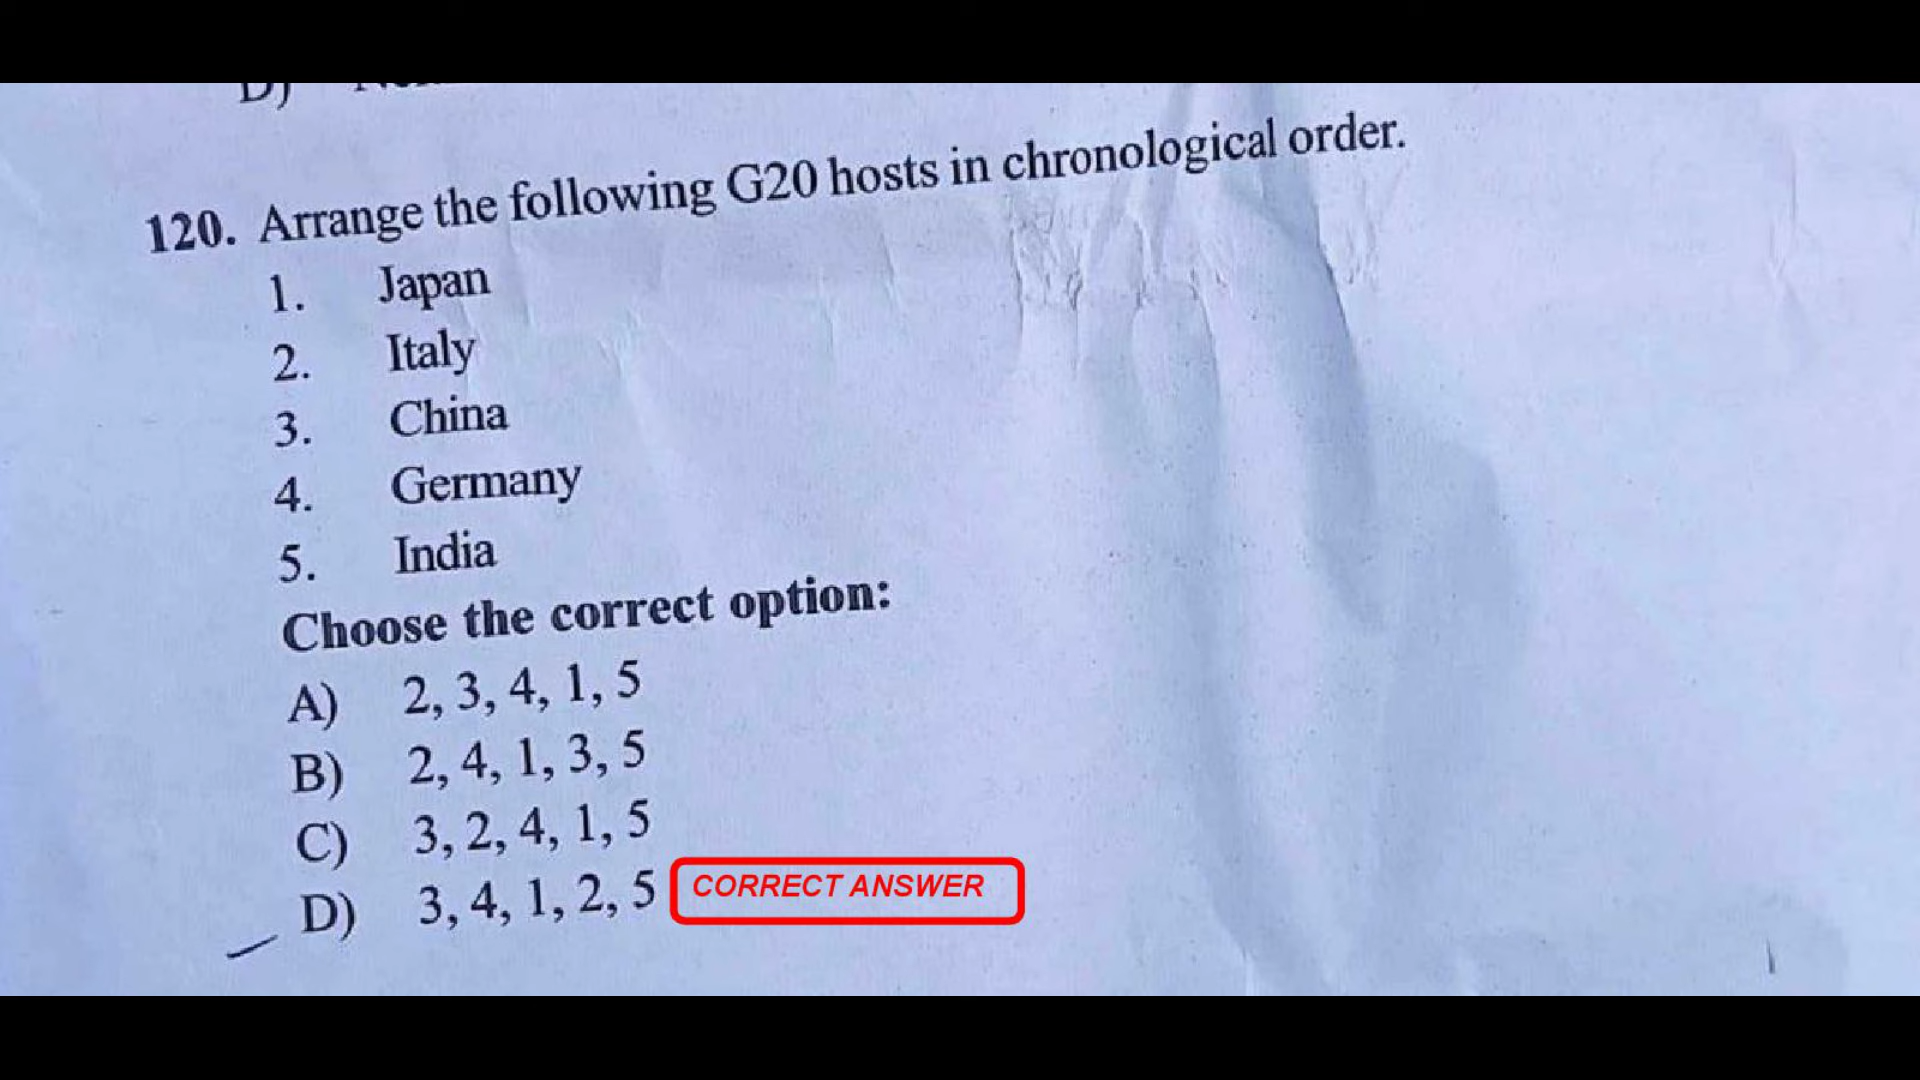 D)
120. Arrange the following G20 hosts in chronological order.
1. Japan
2. Italy
3. China
4. Germany
5. India
Choose the correct option:
A) 2, 3, 4, 1, 5
B) 2, 4, 1, 3, 5
C) 3, 2, 4, 1, 5
D) 3, 4, 1, 2, 5 CORRECT ANSWER